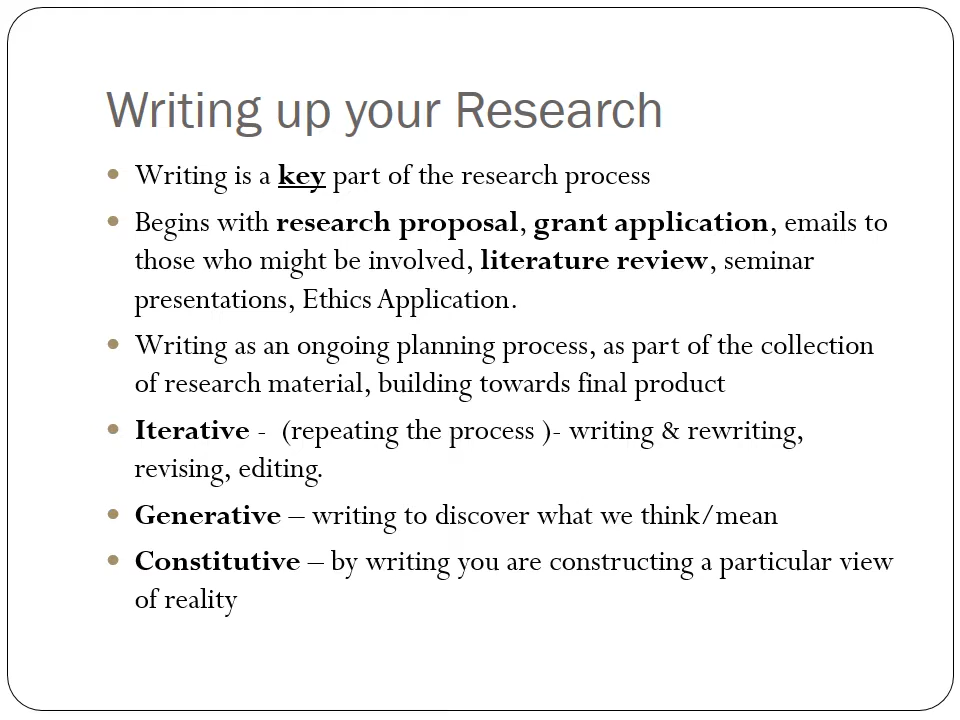 Writing up your Research
• Writing is a key part of the research process
• Begins with research proposal, grant application, emails to
those who might be involved, literature review, seminar
presentations, Ethics Application.
• Writing as an ongoing planning process, as part of the collection
of research material, building towards final product
• Iterative -  (repeating the process )- writing & rewriting,
revising, editing.
• Generative – writing to discover what we think/mean
• Constitutive – by writing you are constructing a particular view
of reality